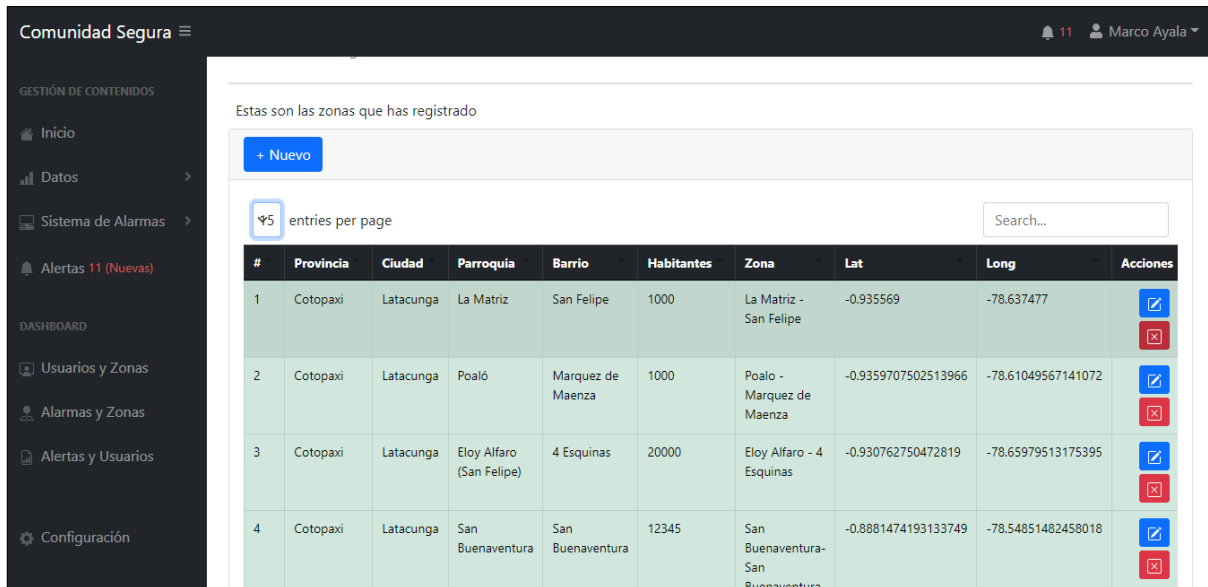 Comunidad Segura
11 Marco Ayala
GESTIÓN DE CONTENIDOS
Inicio
Datos
Sistema de Alarmas
Alertas 11 (Nuevas)
DASHBOARD
Usuarios y Zonas
Alarmas y Zonas
Alertas y Usuarios
Configuración
Estas son las zonas que has registrado
+ Nuevo
5 entries per page
Search...
# Provincia Ciudad Parroquia Barrio Habitantes Zona Lat Long Acciones
1 Cotopaxi Latacunga La Matriz San Felipe 1000 La Matriz - -0.935569 -78.637477
San Felipe
2 Cotopaxi Latacunga Poaló Marquez de 1000 Poalo - -0.9359707502513966 -78.61049567141072
Maenza Marquez de
Maenza
3 Cotopaxi Latacunga Eloy Alfaro 4 Esquinas 20000 Eloy Alfaro - 4 -0.930762750472819 -78.65979513175395
(San Felipe) Esquinas
4 Cotopaxi Latacunga San San 12345 San -0.8881474193133749 -78.54851482458018
Buenaventura Buenaventura Buenaventura-
San
Buenaventura